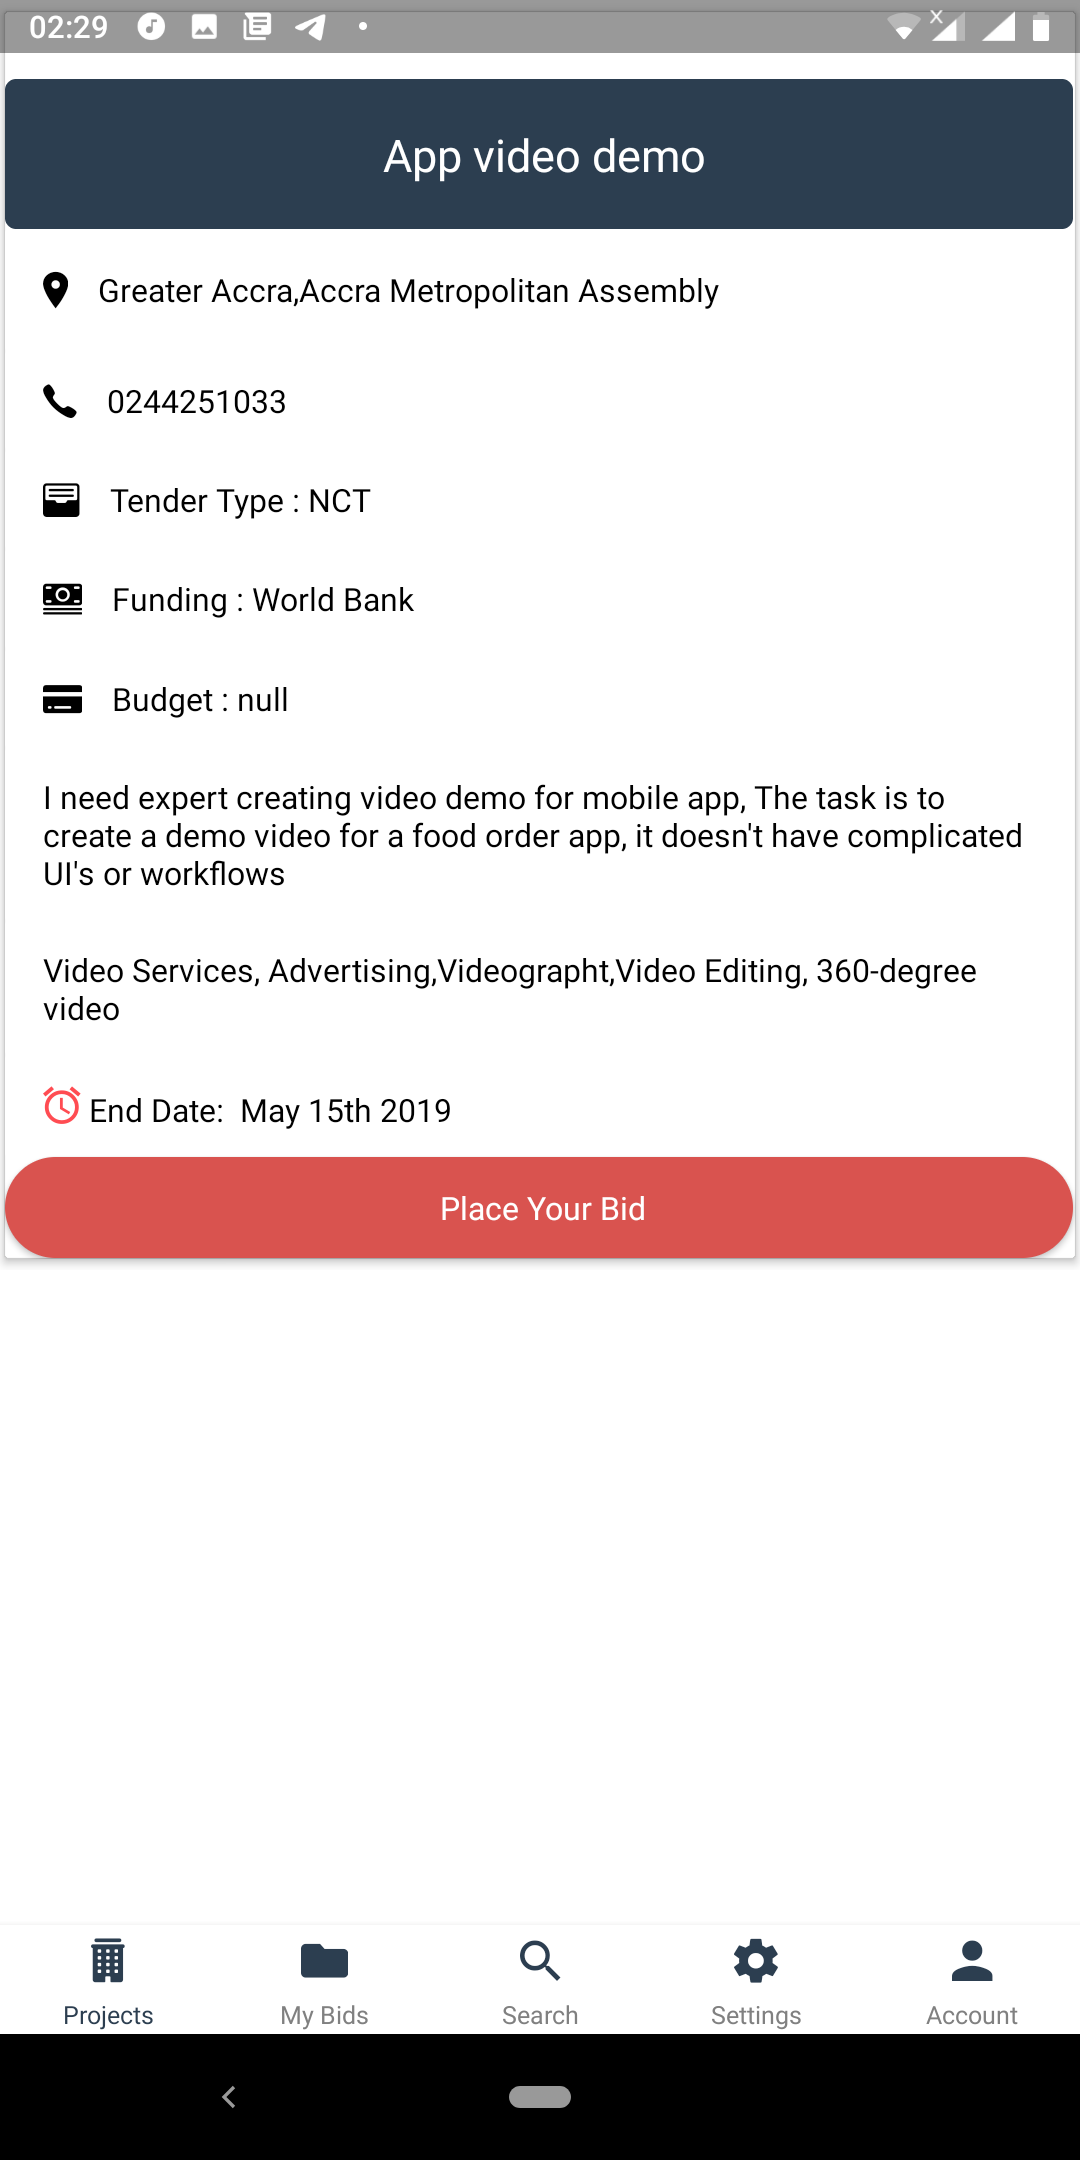 02:29
App video demo
Greater Accra,Accra Metropolitan Assembly
0244251033
Tender Type : NCT
Funding : World Bank
Budget : null
I need expert creating video demo for mobile app, The task is to
create a demo video for a food order app, it doesn't have complicated
UI's or workflows
Video Services, Advertising,Videographt,Video Editing, 360-degree
video
End Date:  May 15th 2019
Place Your Bid
Projects
My Bids
Search
Settings
Account